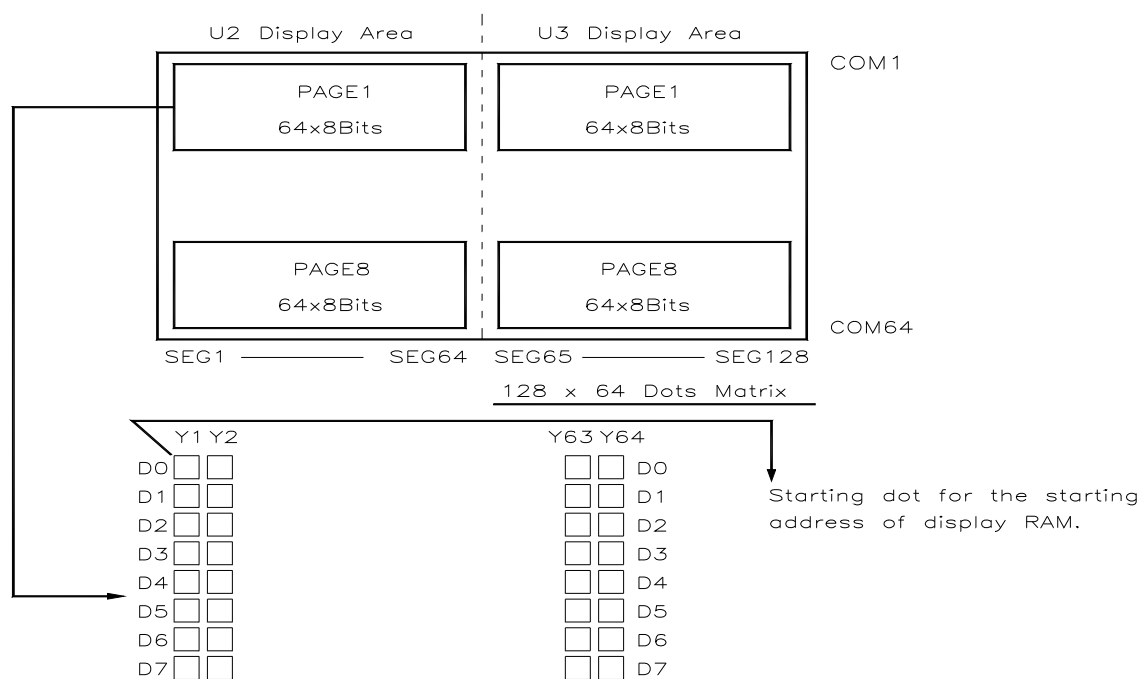 U2 Display Area U3 Display Area
COM1
PAGE1 PAGE1
64x8Bits 64x8Bits
PAGE8 PAGE8
64x8Bits 64x8Bits
COM64
SEG1 SEG64 SEG65 SEG128
128 x 64 Dots Matrix
Y1 Y2 Y63 Y64
D0 D0
D1 D1
Starting dot for the starting
address of display RAM.
D2 D2
D3 D3
D4 D4
D5 D5
D6 D6
D7 D7